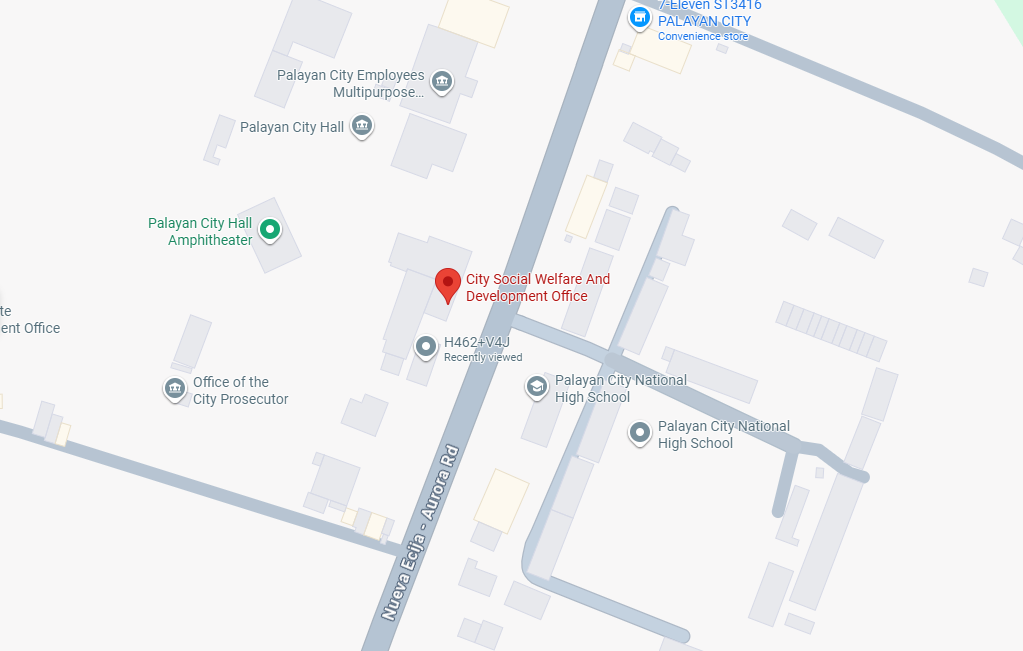 7-Eleven ST3416
PALAYAN CITY
Convenience store
Palayan City Employees
Multipurpose...
Palayan City Hall
Palayan City Hall
Amphitheater
City Social Welfare And
Development Office
te
ent Office
H462+V4J
Recently viewed
Office of the
City Prosecutor
Palayan City National
High School
Palayan City National
High School
Nueva Ecija - Aurora Rd